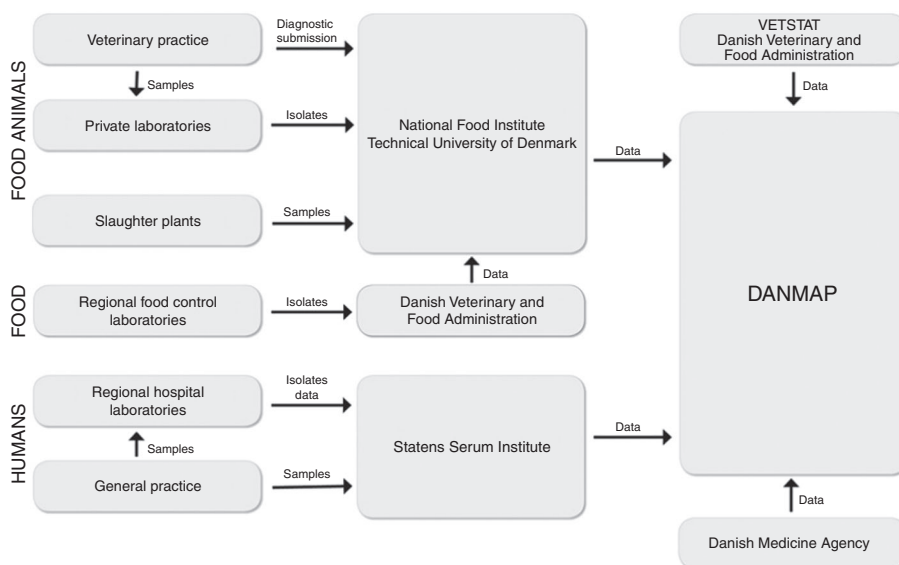 FOOD ANIMALS
Veterinary practice
Diagnostic
submission
Samples
Private laboratories
Isolates
Slaughter plants
Samples
National Food Institute
Technical University of Denmark
Data
VETSTAT
Danish Veterinary and
Food Administration
Data
DANMAP
FOOD
Regional food control
laboratories
Isolates
Danish Veterinary and
Food Administration
Data
HUMANS
Regional hospital
laboratories
Isolates
data
Samples
General practice
Samples
Statens Serum Institute
Data
Data
Danish Medicine Agency